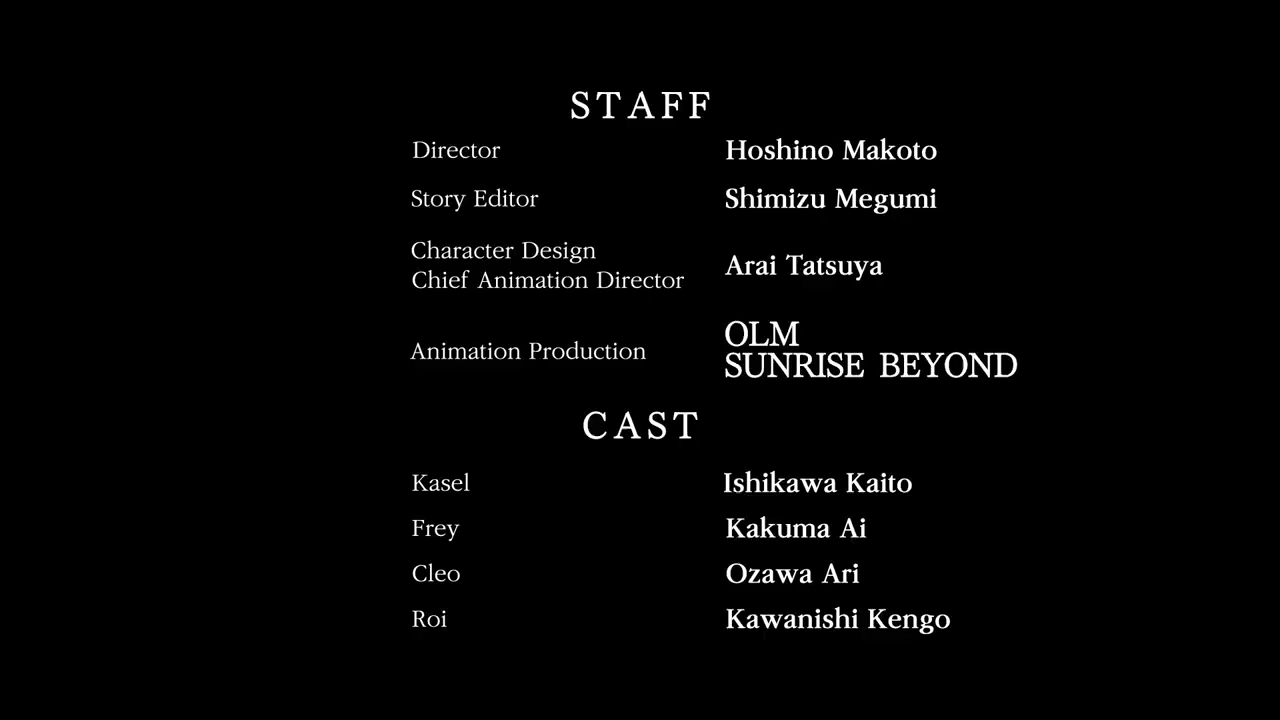 STAFF
Director Hoshino Makoto
Story Editor Shimizu Megumi
Character Design
Chief Animation Director Arai Tatsuya
Animation Production OLM
SUNRISE BEYOND
CAST
Kasel Ishikawa Kaito
Frey Kakuma Ai
Cleo Ozawa Ari
Roi Kawanishi Kengo